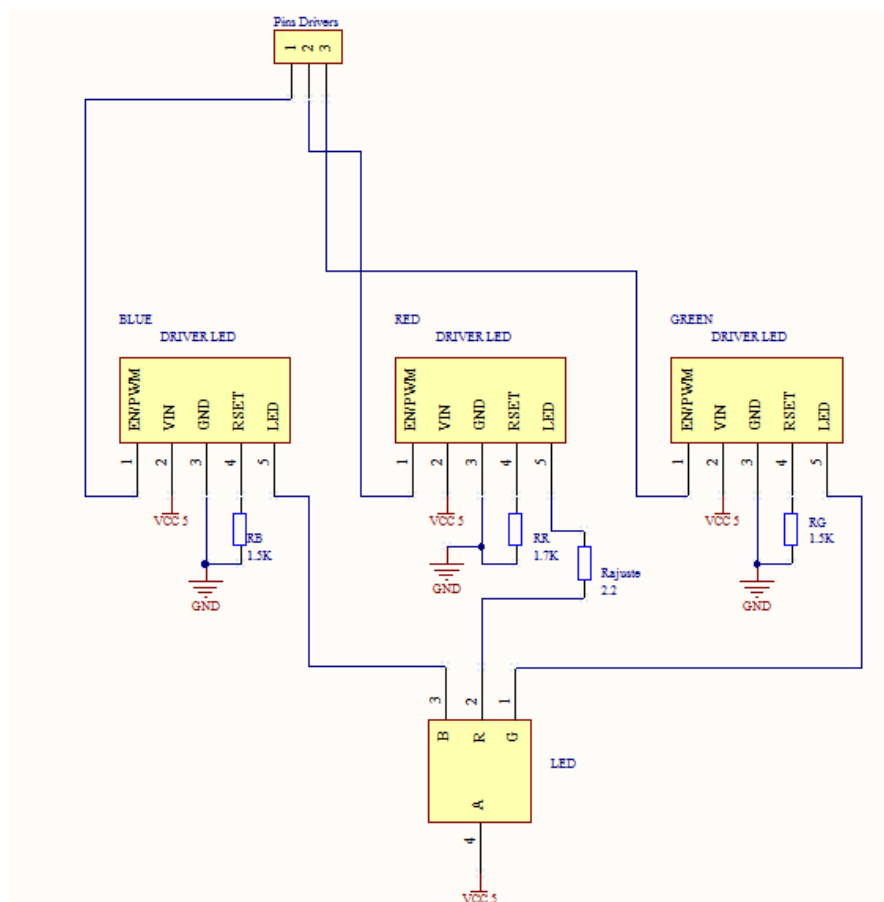 Pins Drivers
1 2 3
BLUE
DRIVER LED
EN/PWM VIN GND RSET LED
1 2 3 4 5
VCC 5
RB
1.5K
GND
RED
DRIVER LED
EN/PWM VIN GND RSET LED
1 2 3 4 5
VCC 5
RR
1.7K
GND
Rajuste
2.2
GREEN
DRIVER LED
EN/PWM VIN GND RSET LED
1 2 3 4 5
VCC 5
RG
1.5K
GND
3 2 1
B R G
LED
A
4
VCC 5